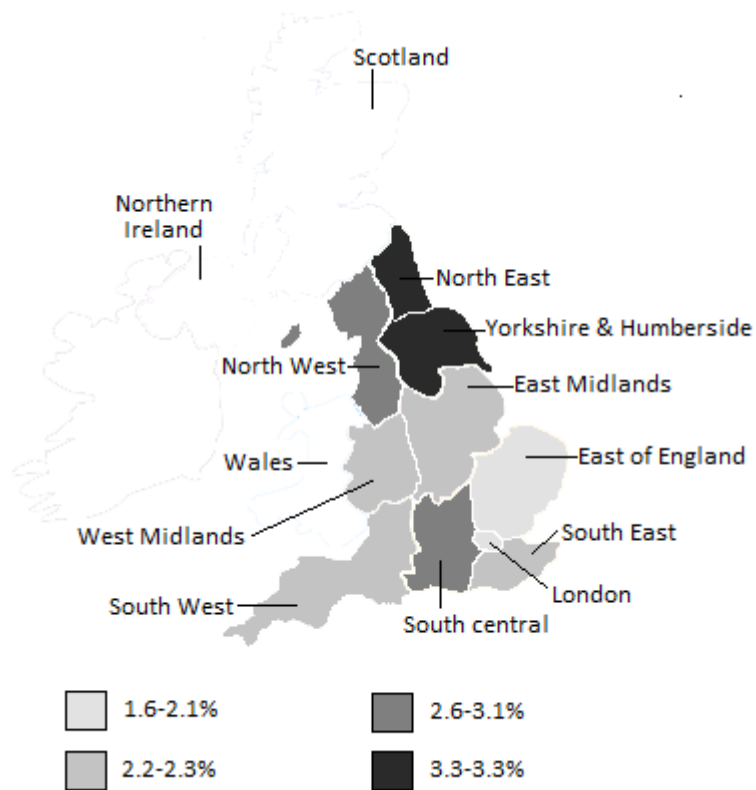 Scotland
Northern
Ireland
North East
Yorkshire & Humberside
North West
East Midlands
East of England
Wales
South East
West Midlands
London
South West
South central
1.6-2.1%
2.6-3.1%
2.2-2.3%
3.3-3.3%